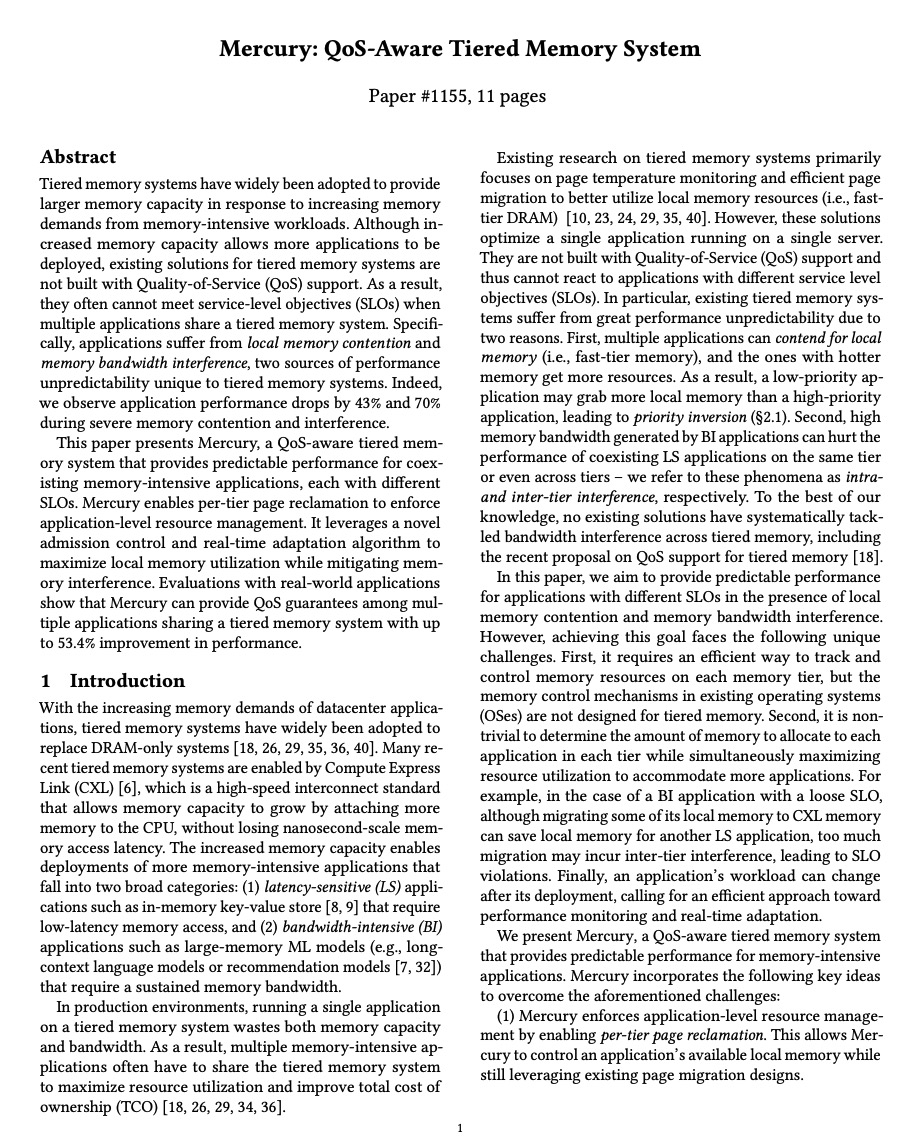 Mercury: QoS-Aware Tiered Memory System
Paper #1155, 11 pages
Abstract
Tiered memory systems have widely been adopted to provide
larger memory capacity in response to increasing memory
demands from memory-intensive workloads. Although in-
creased memory capacity allows more applications to be
deployed, existing solutions for tiered memory systems are
not built with Quality-of-Service (QoS) support. As a result,
they often cannot meet service-level objectives (SLOs) when
multiple applications share a tiered memory system. Specifi-
cally, applications suffer from local memory contention and
memory bandwidth interference, two sources of performance
unpredictability unique to tiered memory systems. Indeed,
we observe application performance drops by 43% and 70%
during severe memory contention and interference.
This paper presents Mercury, a QoS-aware tiered mem-
ory system that provides predictable performance for coex-
isting memory-intensive applications, each with different
SLOs. Mercury enables per-tier page reclamation to enforce
application-level resource management. It leverages a novel
admission control and real-time adaptation algorithm to
maximize local memory utilization while mitigating mem-
ory interference. Evaluations with real-world applications
show that Mercury can provide QoS guarantees among mul-
tiple applications sharing a tiered memory system with up
to 53.4% improvement in performance.
1 Introduction
With the increasing memory demands of datacenter applica-
tions, tiered memory systems have widely been adopted to
replace DRAM-only systems [18, 26, 29, 35, 36, 40]. Many re-
cent tiered memory systems are enabled by Compute Express
Link (CXL) [6], which is a high-speed interconnect standard
that allows memory capacity to grow by attaching more
memory to the CPU, without losing nanosecond-scale mem-
ory access latency. The increased memory capacity enables
deployments of more memory-intensive applications that
fall into two broad categories: (1) latency-sensitive (LS) appli-
cations such as in-memory key-value store [8, 9] that require
low-latency memory access, and (2) bandwidth-intensive (BI)
applications such as large-memory ML models (e.g., long-
context language models or recommendation models [7, 32])
that require a sustained memory bandwidth.
In production environments, running a single application
on a tiered memory system wastes both memory capacity
and bandwidth. As a result, multiple memory-intensive ap-
plications often have to share the tiered memory system
to maximize resource utilization and improve total cost of
ownership (TCO) [18, 26, 29, 34, 36].
Existing research on tiered memory systems primarily
focuses on page temperature monitoring and efficient page
migration to better utilize local memory resources (i.e., fast-
tier DRAM) [10, 23, 24, 29, 35, 40]. However, these solutions
optimize a single application running on a single server.
They are not built with Quality-of-Service (QoS) support and
thus cannot react to applications with different service level
objectives (SLOs). In particular, existing tiered memory sys-
tems suffer from great performance unpredictability due to
two reasons. First, multiple applications can contend for local
memory (i.e., fast-tier memory), and the ones with hotter
memory get more resources. As a result, a low-priority ap-
plication may grab more local memory than a high-priority
application, leading to priority inversion (§2.1). Second, high
memory bandwidth generated by BI applications can hurt the
performance of coexisting LS applications on the same tier
or even across tiers – we refer to these phenomena as intra-
and inter-tier interference, respectively. To the best of our
knowledge, no existing solutions have systematically tack-
led bandwidth interference across tiered memory, including
the recent proposal on QoS support for tiered memory [18].
In this paper, we aim to provide predictable performance
for applications with different SLOs in the presence of local
memory contention and memory bandwidth interference.
However, achieving this goal faces the following unique
challenges. First, it requires an efficient way to track and
control memory resources on each memory tier, but the
memory control mechanisms in existing operating systems
(OSes) are not designed for tiered memory. Second, it is non-
trivial to determine the amount of memory to allocate to each
application in each tier while simultaneously maximizing
resource utilization to accommodate more applications. For
example, in the case of a BI application with a loose SLO,
although migrating some of its local memory to CXL memory
can save local memory for another LS application, too much
migration may incur inter-tier interference, leading to SLO
violations. Finally, an application's workload can change
after its deployment, calling for an efficient approach toward
performance monitoring and real-time adaptation.
We present Mercury, a QoS-aware tiered memory system
that provides predictable performance for memory-intensive
applications. Mercury incorporates the following key ideas
to overcome the aforementioned challenges:
(1) Mercury enforces application-level resource manage-
ment by enabling per-tier page reclamation. This allows Mer-
cury to control an application's available local memory while
still leveraging existing page migration designs.
1